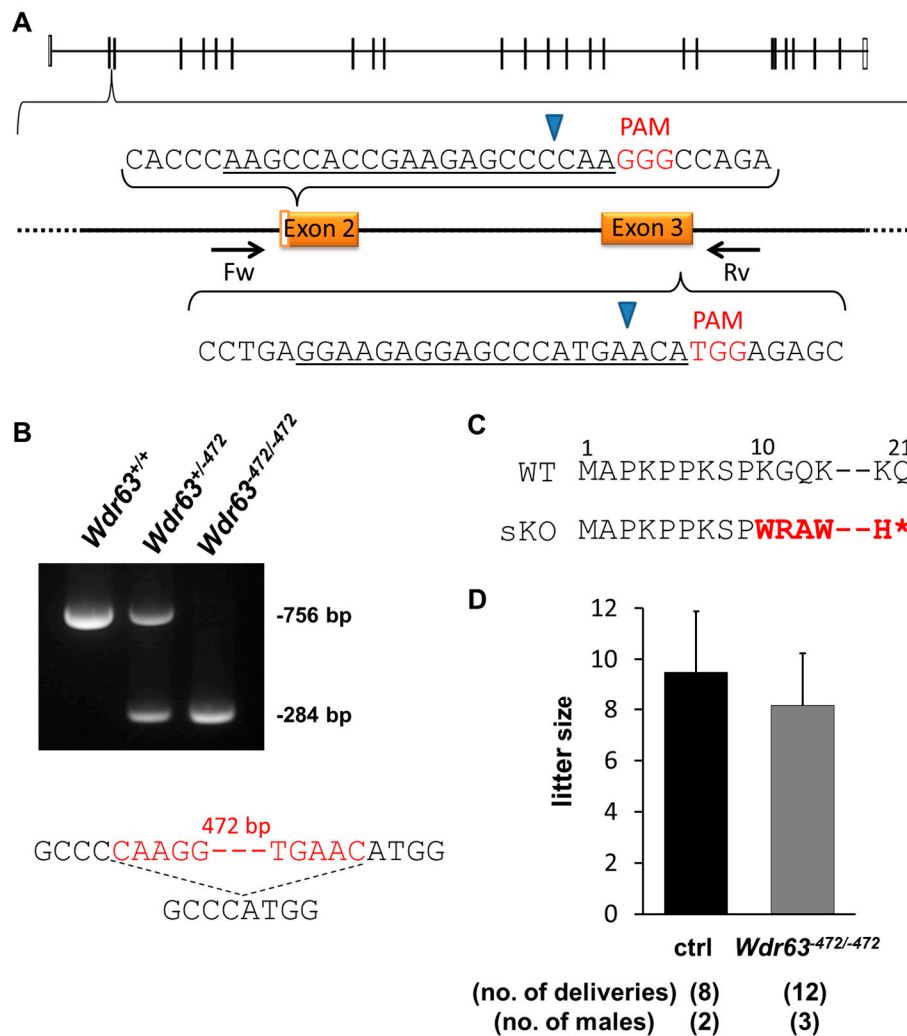 A
PAM
CACCCAAGCCACCGAAGAGCCCCAAGGGCCAGA
Exon 2
Exon 3
Fw
Rv
PAM
CCTGAGGAAGAGGAGCCCATGAACATGGAGAGC
B
Wdr63+/+
Wdr63+/-472
Wdr63-472/-472
-756 bp
-284 bp
472 bp
GCCCCAAGG---TGAACATGG
GCCCATGG
C
1 10 21
WT MAPKPPKSPKGQK--KQ
sKO MAPKPPKSPWRAW--H*
D
litter size
12
10
8
6
4
2
0
ctrl Wdr63-472/-472
(no. of deliveries) (8) (12)
(no. of males) (2) (3)